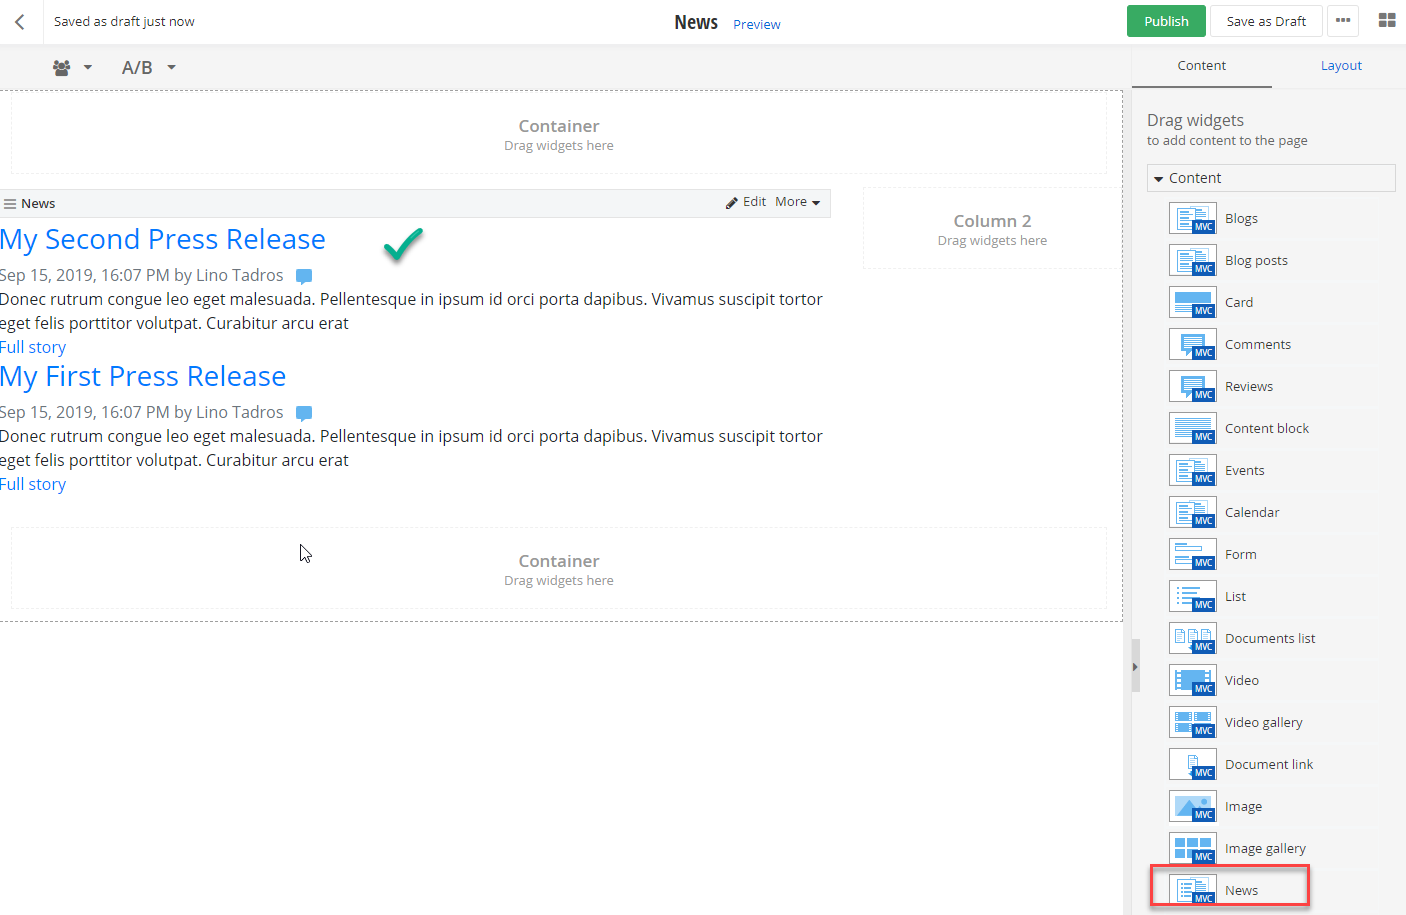 Saved as draft just now
News Preview
Publish
Save as Draft
A/B
Content
Layout
Container
Drag widgets here
News
Edit More
My Second Press Release
Sep 15, 2019, 16:07 PM by Lino Tadros
Donec rutrum congue leo eget malesuada. Pellentesque in ipsum id orci porta dapibus. Vivamus suscipit tortor
eget felis porttitor volutpat. Curabitur arcu erat
Full story
My First Press Release
Sep 15, 2019, 16:07 PM by Lino Tadros
Donec rutrum congue leo eget malesuada. Pellentesque in ipsum id orci porta dapibus. Vivamus suscipit tortor
eget felis porttitor volutpat. Curabitur arcu erat
Full story
Column 2
Drag widgets here
Container
Drag widgets here
Drag widgets
to add content to the page
Content
MVC Blogs
MVC Blog posts
MVC Card
MVC Comments
MVC Reviews
MVC Content block
MVC Events
MVC Calendar
MVC Form
MVC List
MVC Documents list
MVC Video
MVC Video gallery
MVC Document link
MVC Image
MVC Image gallery
MVC News